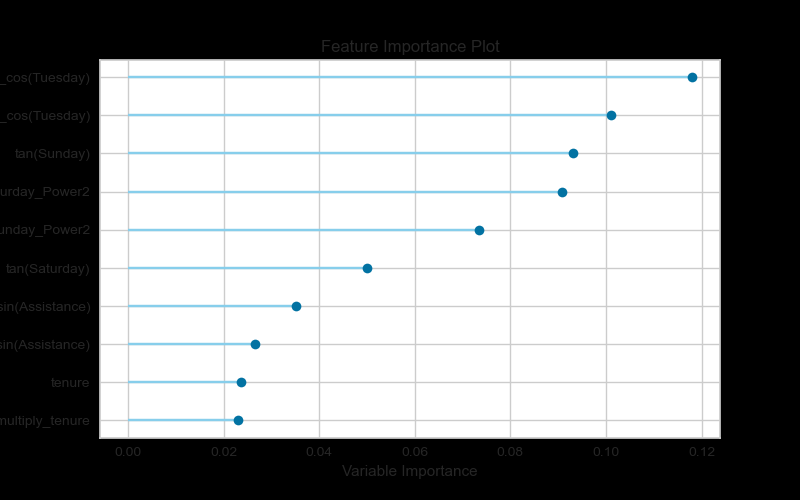 Feature Importance Plot
_cos(Tuesday)
_cos(Tuesday)
tan(Sunday)
urday_Power2
unday_Power2
tan(Saturday)
sin(Assistance)
sin(Assistance)
tenure
multiply_tenure
0.00 0.02 0.04 0.06 0.08 0.10 0.12
Variable Importance